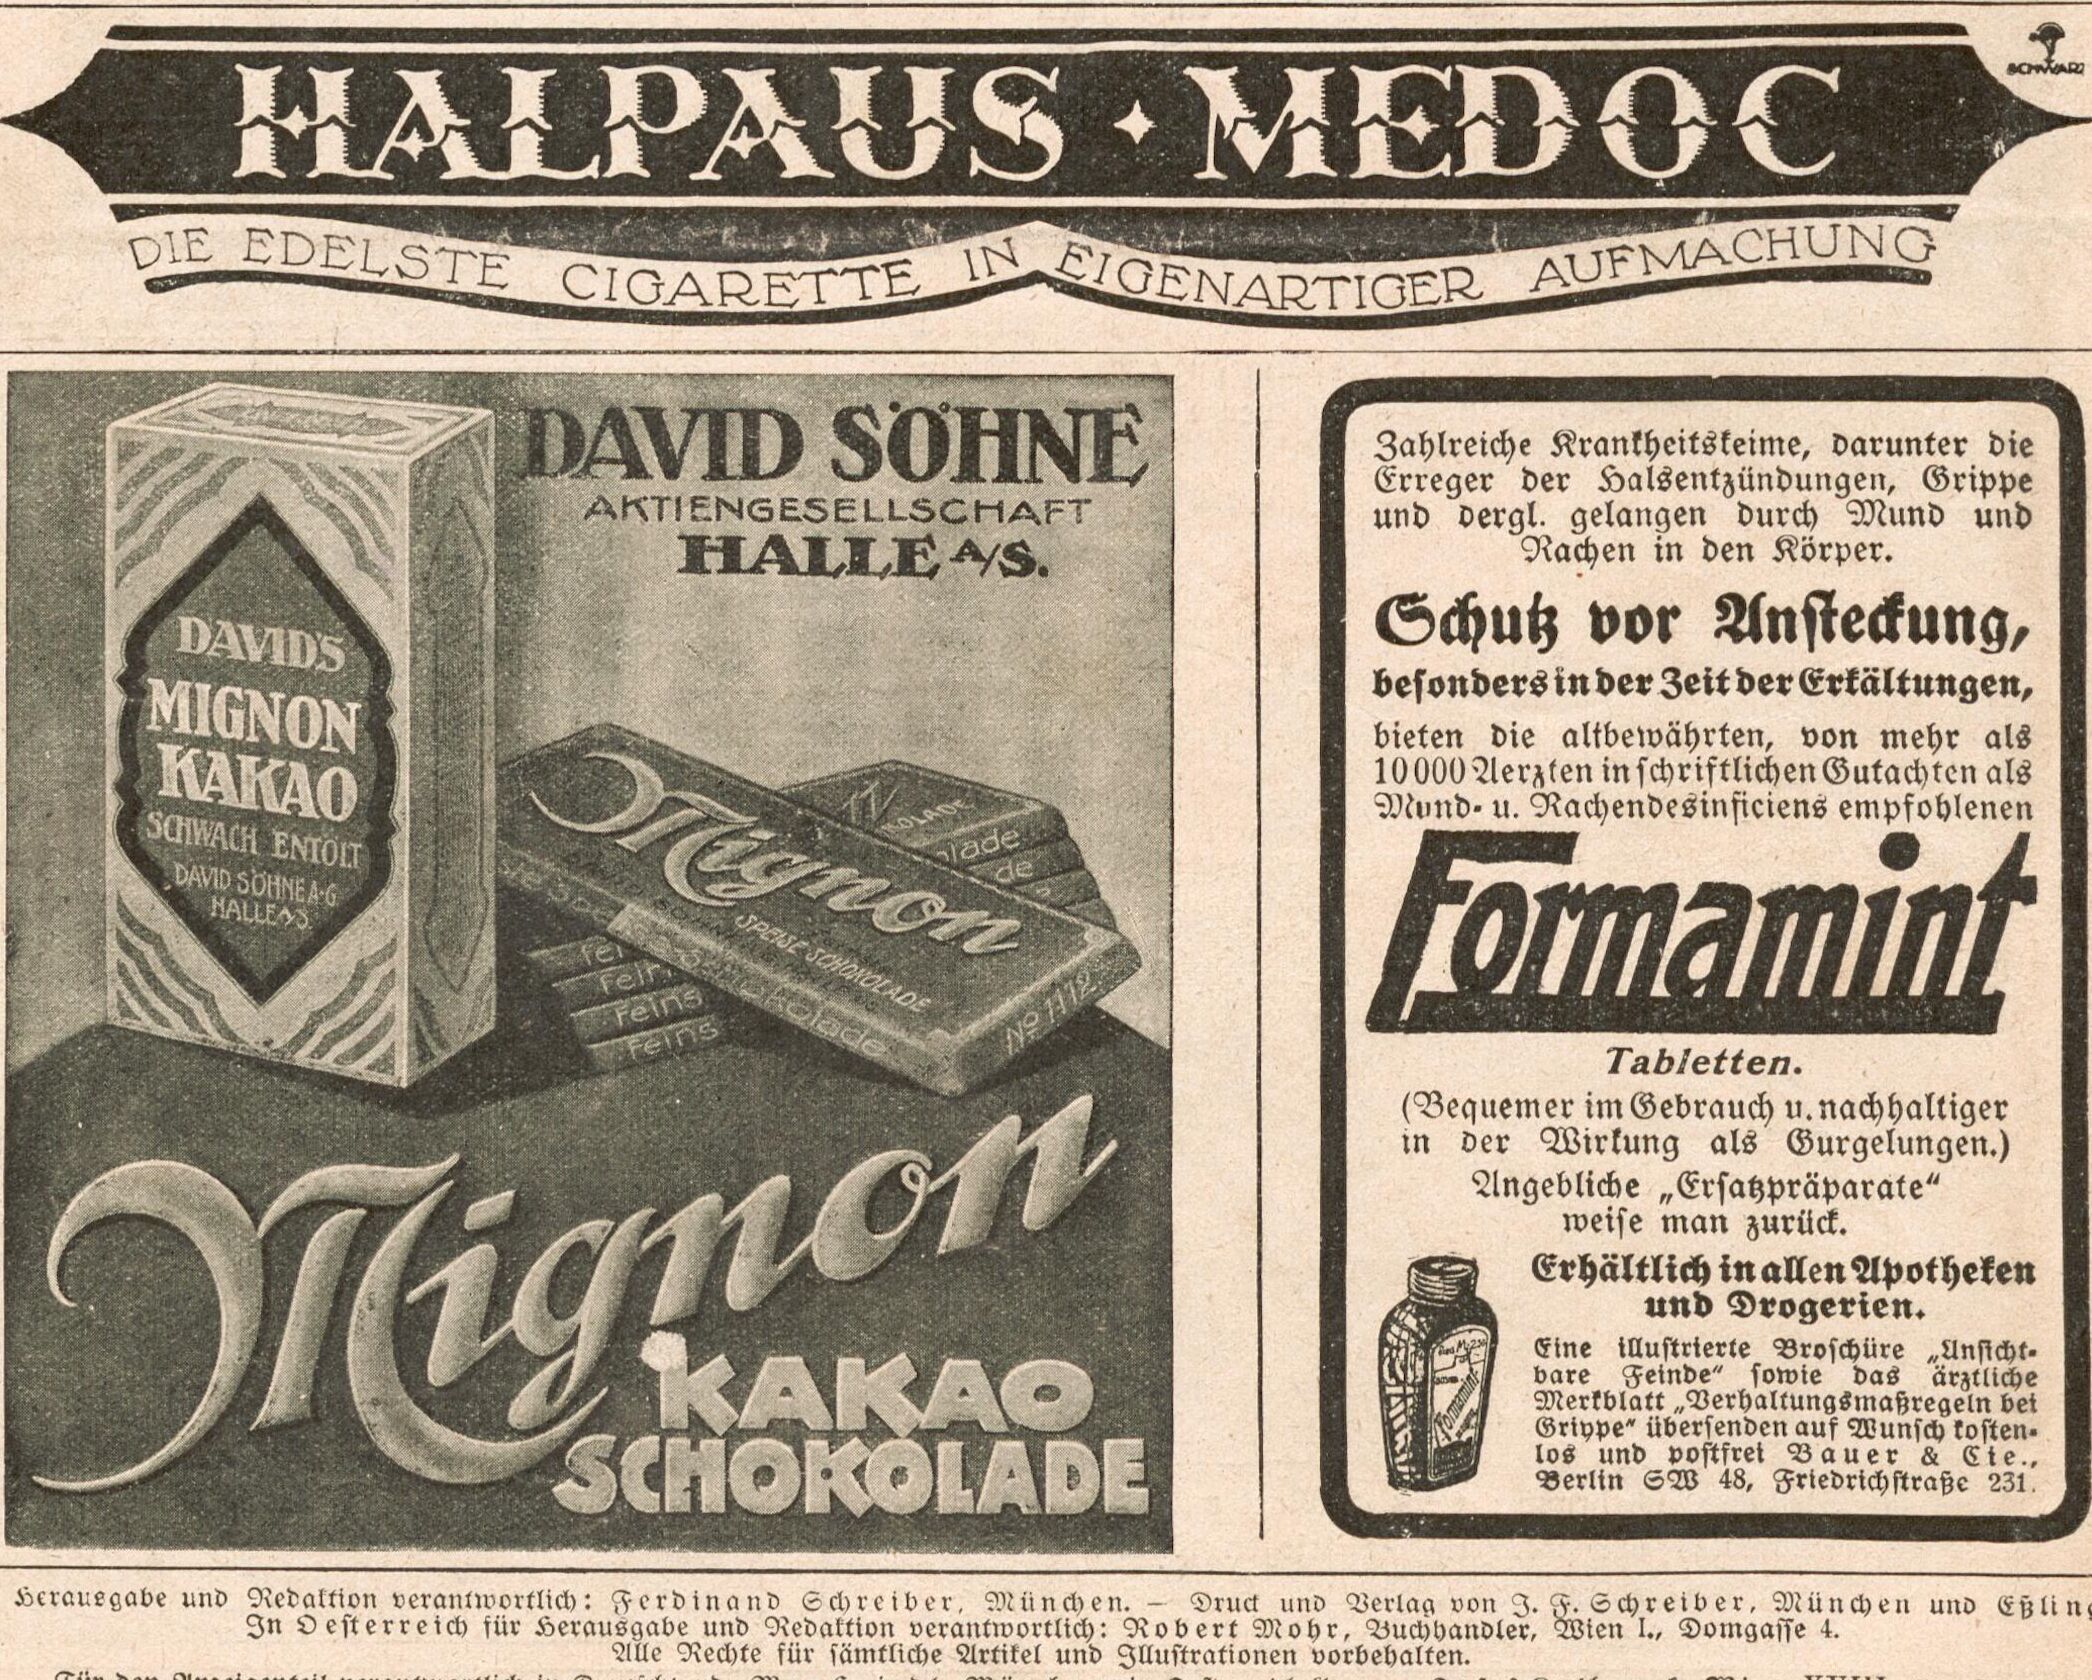 HALPAUS · MEDOC
SCHWARZ
DIE EDELSTE CIGARETTE IN EIGENARTIGER AUFMACHUNG
DAVID SÖHNE
AKTIENGESELLSCHAFT
HALLE A/S.
DAVID'S
MIGNON
KAKAO
SCHWACH ENTÖLT
DAVID SÖHNE A·G
HALLE A/S.
Mignon
SPEISE-SCHOKOLADE
No 1112
Feins
Feins
Mignon
KAKAO
SCHOKOLADE
Zahlreiche Krankheitskeime, darunter die
Erreger der Halsentzündungen, Grippe
und dergl. gelangen durch Mund und
Rachen in den Körper.
Schutz vor Ansteckung,
besonders in der Zeit der Erkältungen,
bieten die altbewährten, von mehr als
10000 Aerzten in schriftlichen Gutachten als
Mund- u. Rachendesinficiens empfohlenen
Formamint
Tabletten.
(Bequemer im Gebrauch u. nachhaltiger
in der Wirkung als Gurgelungen.)
Angebliche „Ersatzpräparate“
weise man zurück.
Erhältlich in allen Apotheken
und Drogerien.
Eine illustrierte Broschüre „Unsicht-
bare Feinde“ sowie das ärztliche
Merkblatt „Verhaltungsmaßregeln bei
Grippe“ übersenden auf Wunsch kosten-
los und postfrei Bauer & Cie.,
Berlin SW 48, Friedrichstraße 231.
Formamint
Herausgabe und Redaktion verantwortlich: Ferdinand Schreiber, München. — Druck und Verlag von J. F. Schreiber, München und Eßling
In Oesterreich für Herausgabe und Redaktion verantwortlich: Robert Mohr, Buchhändler, Wien I., Domgasse 4.
Alle Rechte für sämtliche Artikel und Illustrationen vorbehalten.